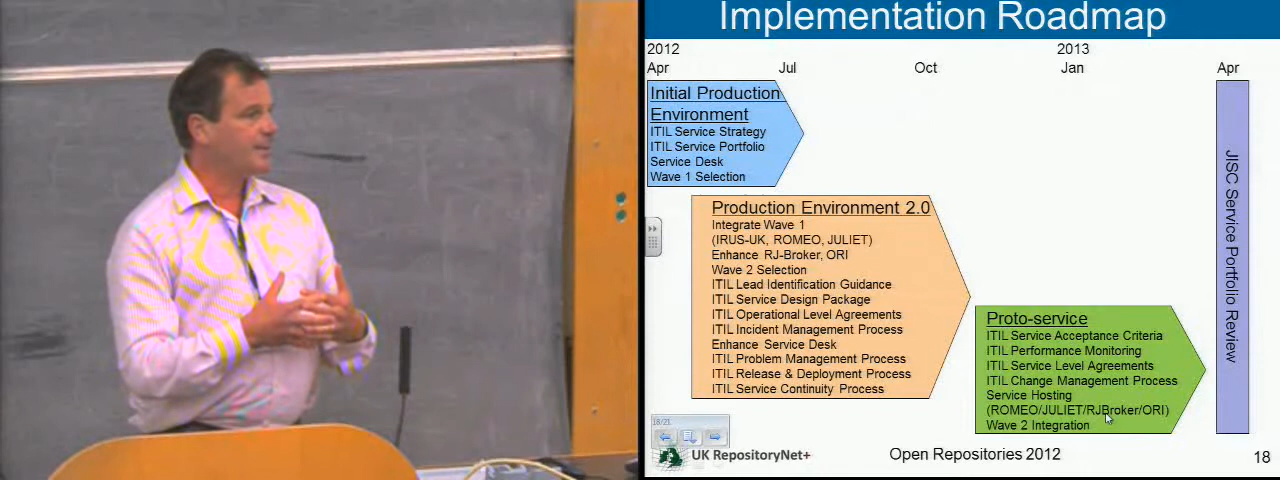 Implementation Roadmap
2012
2013
Apr
Jul
Oct
Jan
Apr
Initial Production
Environment
ITIL Service Strategy
ITIL Service Portfolio
Service Desk
Wave 1 Selection
Production Environment 2.0
Integrate Wave 1
(IRUS-UK, ROMEO, JULIET)
Enhance RJ-Broker, ORI
Wave 2 Selection
ITIL Lead Identification Guidance
ITIL Service Design Package
ITIL Operational Level Agreements
ITIL Incident Management Process
Enhance Service Desk
ITIL Problem Management Process
ITIL Release & Deployment Process
ITIL Service Continuity Process
Proto-service
ITIL Service Acceptance Criteria
ITIL Performance Monitoring
ITIL Service Level Agreements
ITIL Change Management Process
Service Hosting
(ROMEO/JULIET/RJBroker/ORI)
Wave 2 Integration
JISC Service Portfolio Review
18/21
UK RepositoryNet+
Open Repositories 2012
18